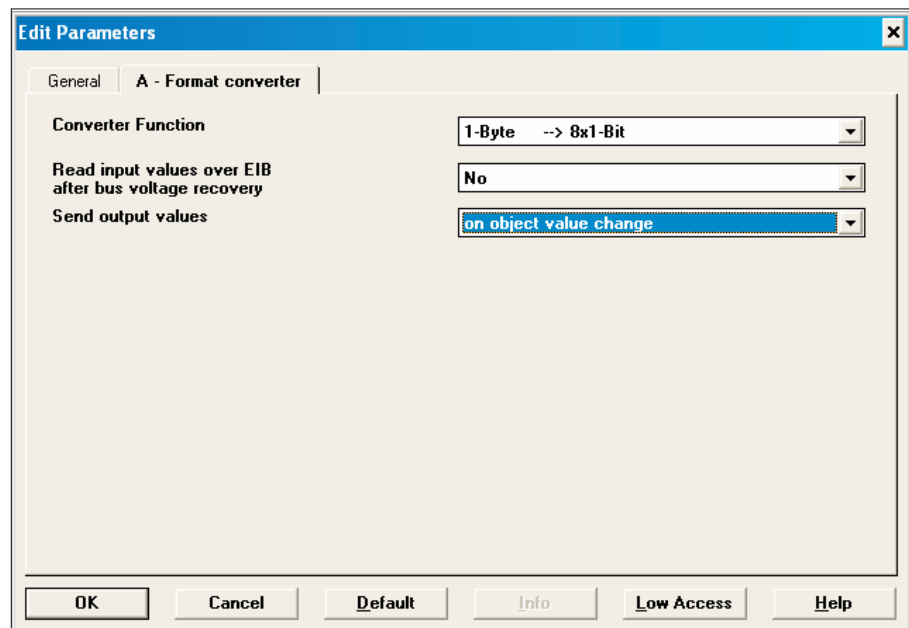 Edit Parameters
General
A - Format converter
Converter Function
1-Byte --> 8x1-Bit
Read input values over EIB
after bus voltage recovery
No
Send output values
on object value change
OK
Cancel
Default
Info
Low Access
Help